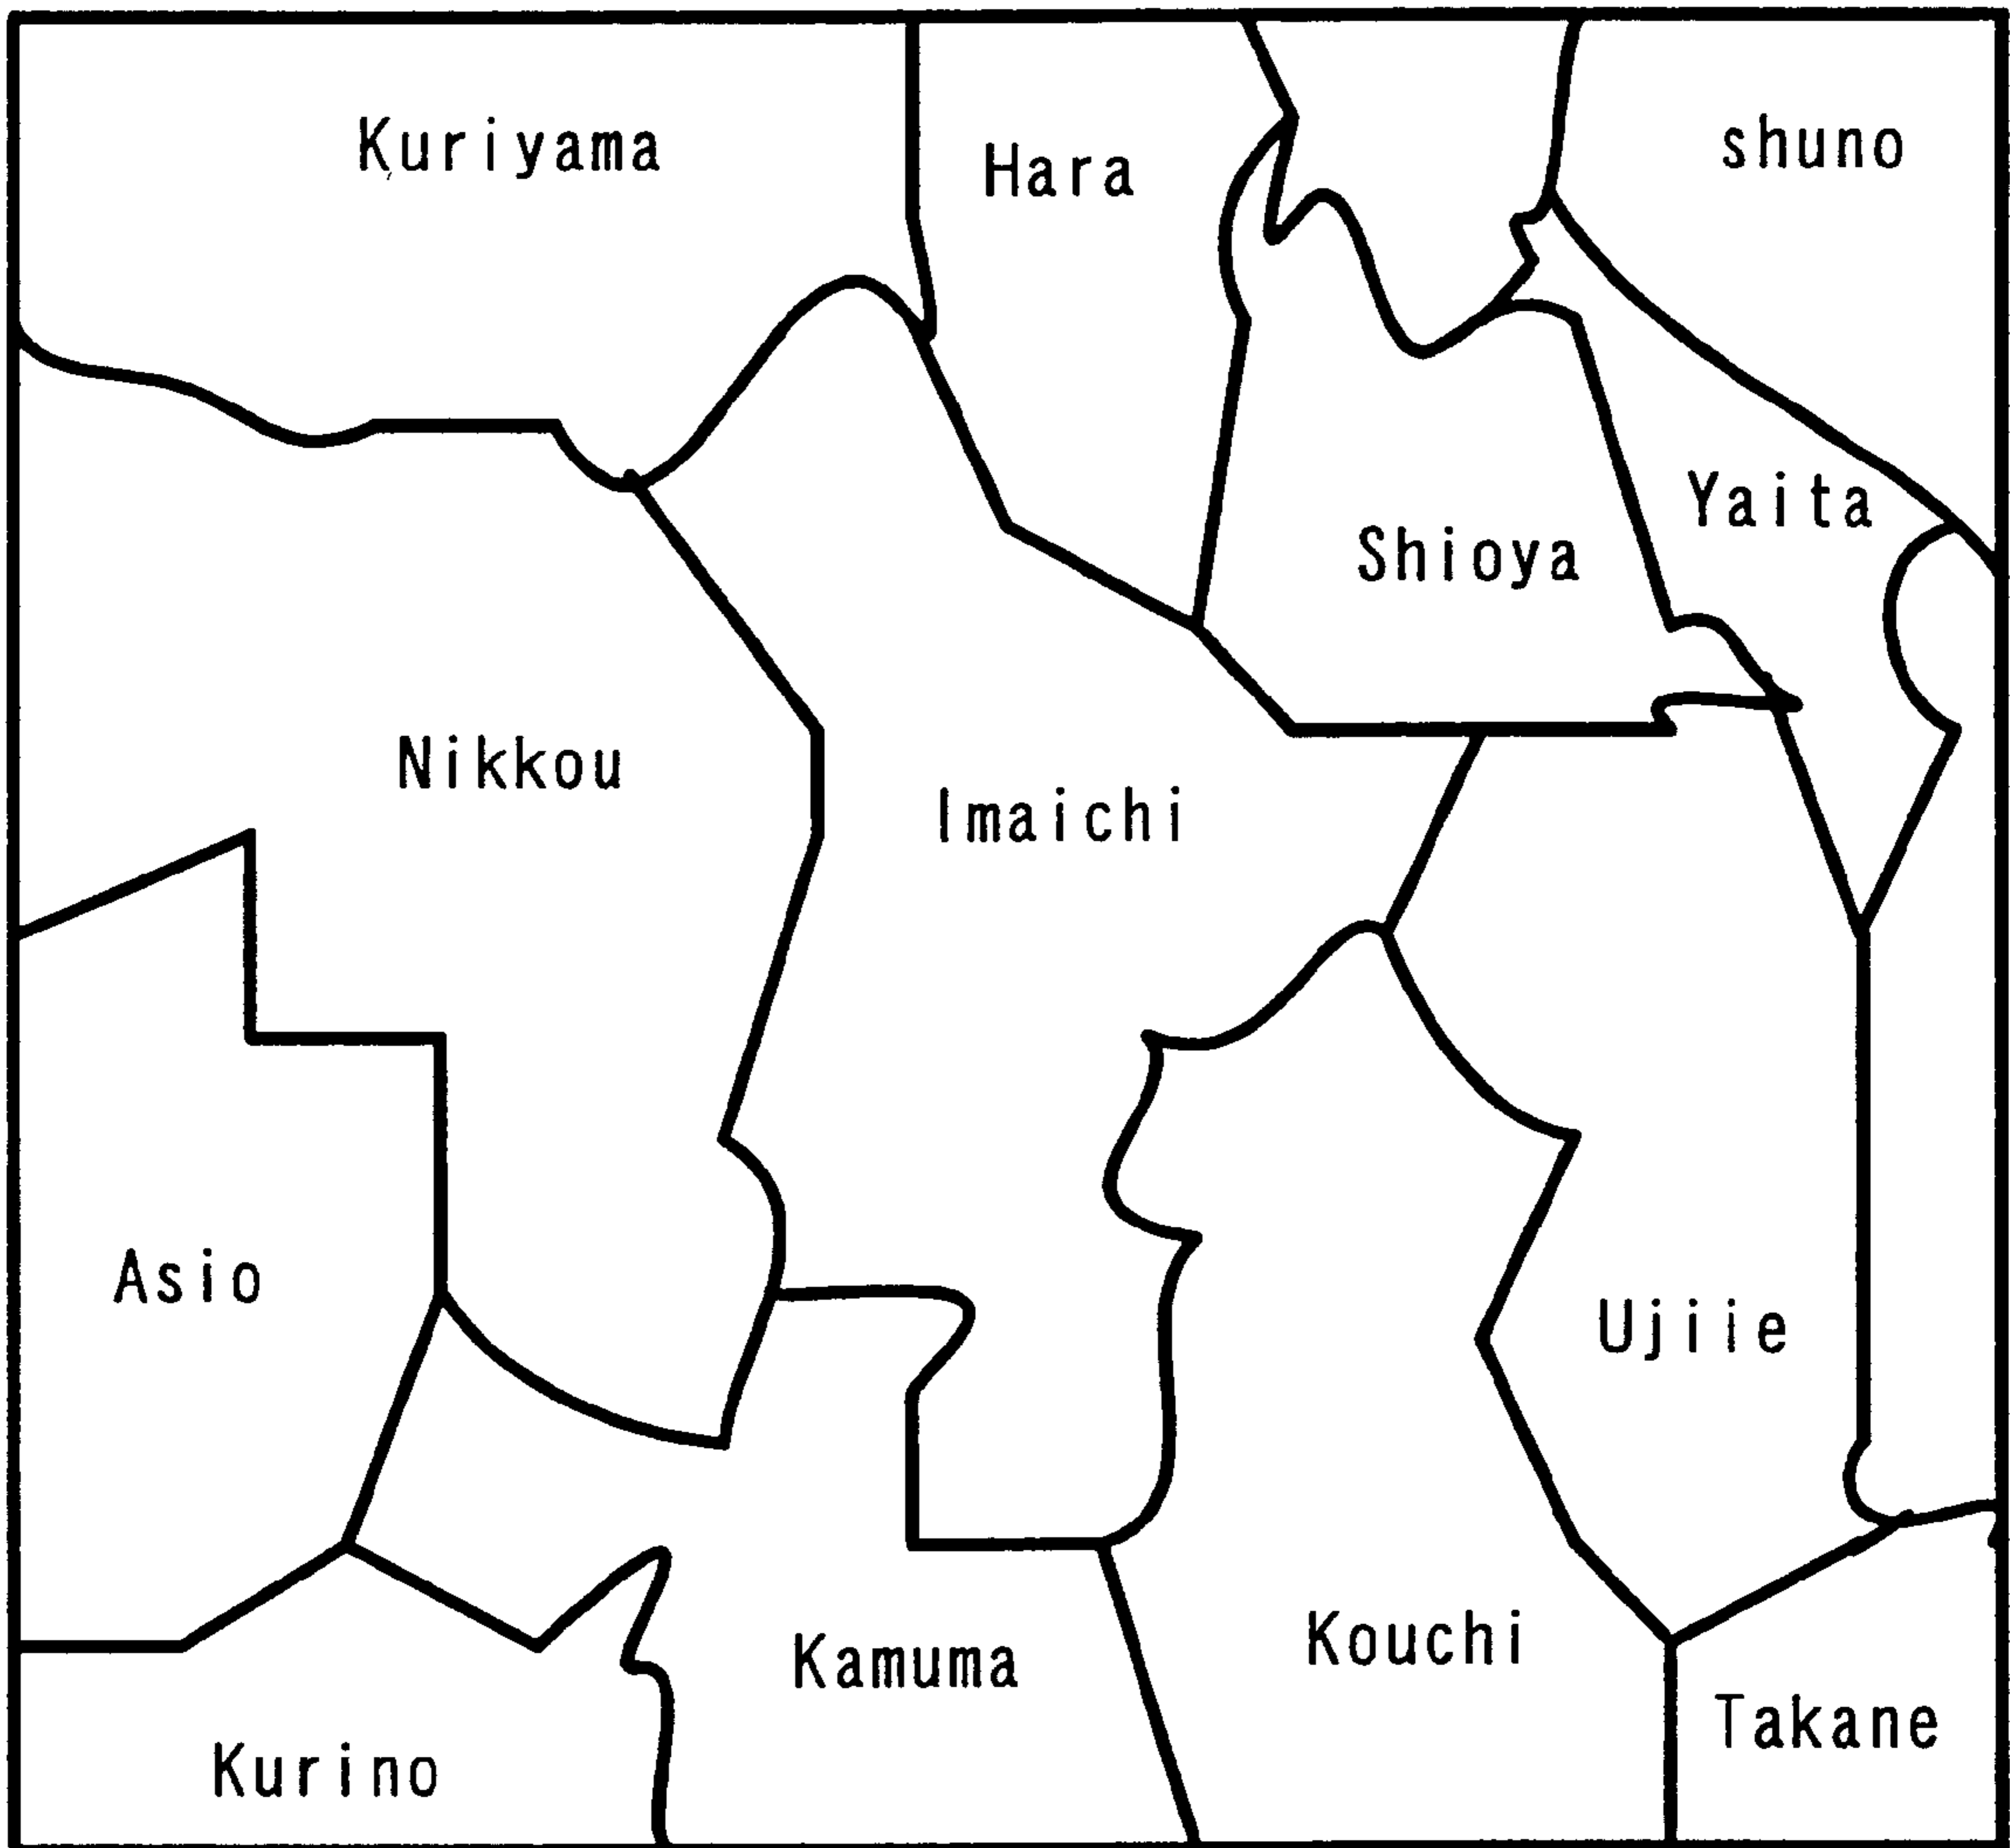 Kuriyama
Hara
shuno
Yaita
Shioya
Nikkou
Imaichi
Asio
Ujiie
Kamuma
Kouchi
Takane
Kurino